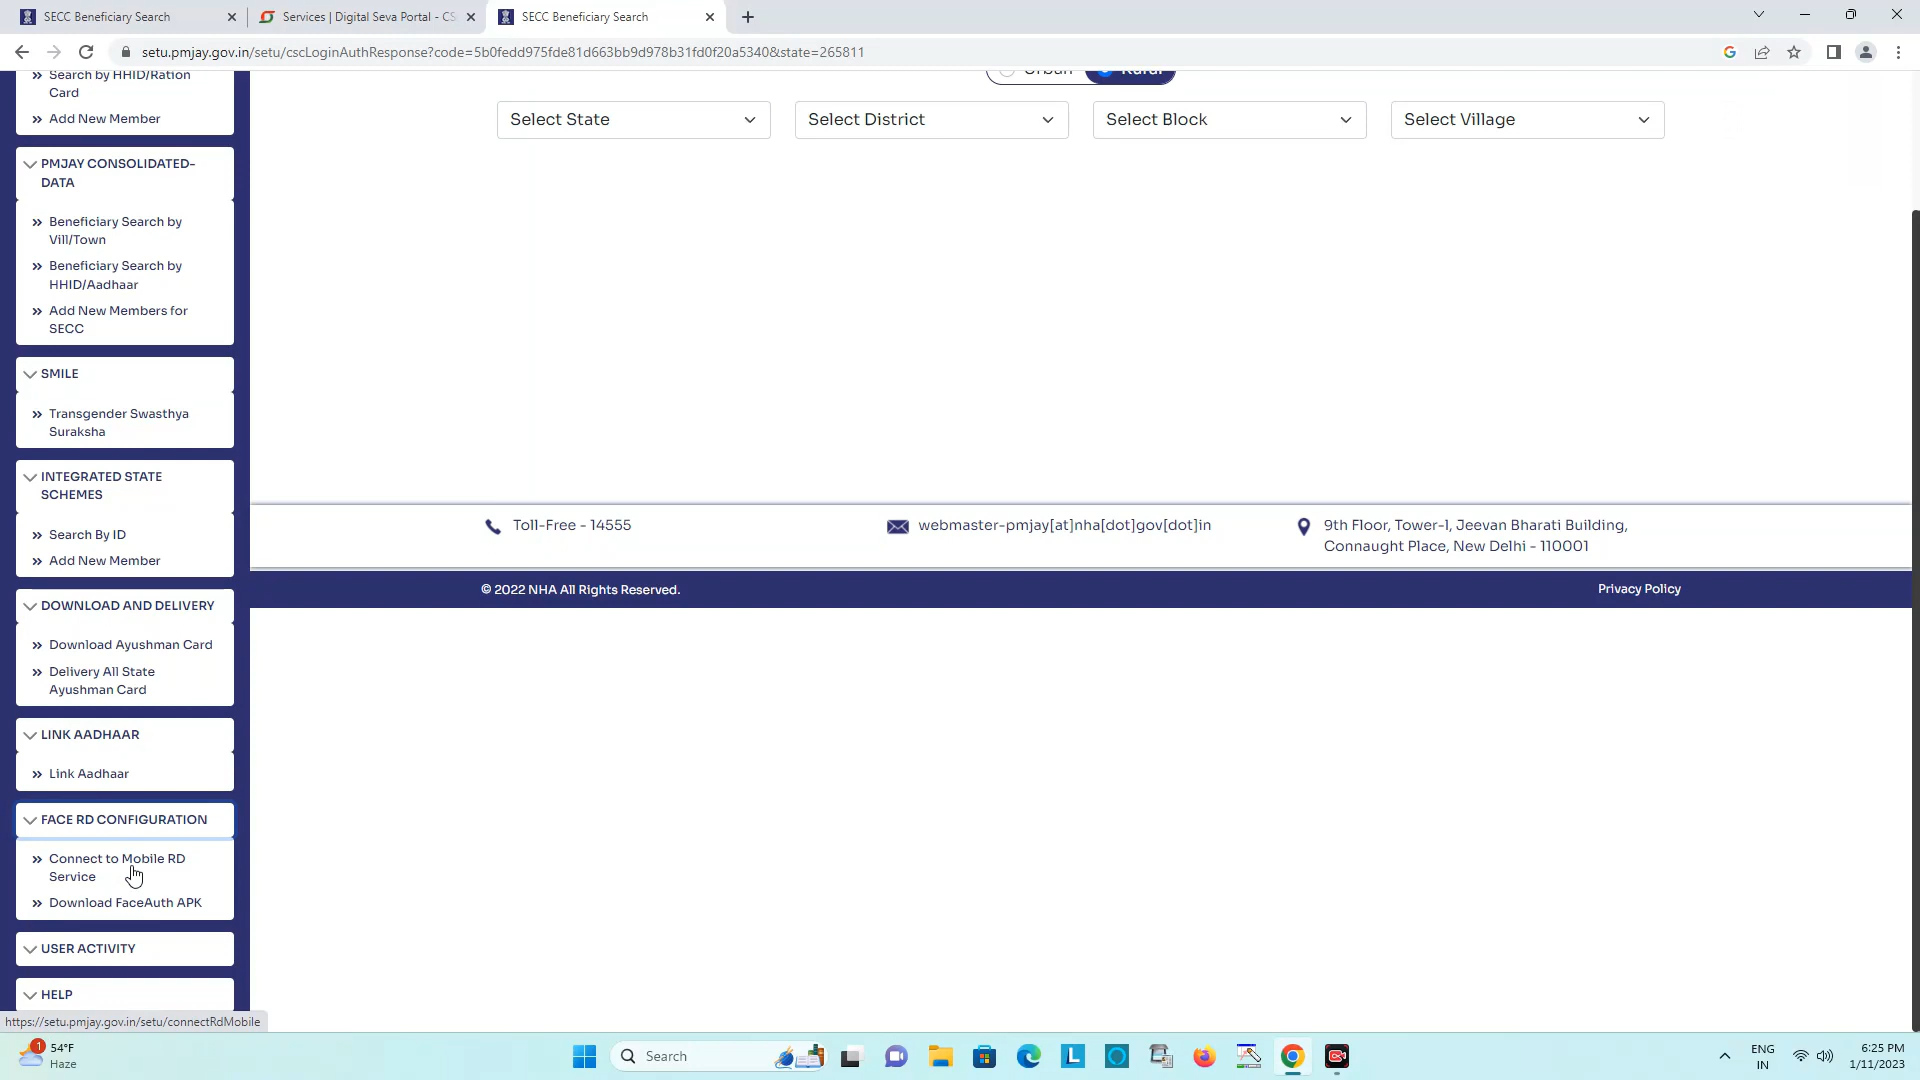 SECC Beneficiary Search
Services | Digital Seva Portal - CS
SECC Beneficiary Search
setu.pmjay.gov.in/setu/cscLoginAuthResponse?code=5b0fedd975fde81d663bb9d978b31fd0f20a5340&state=265811
Search by HHID/Ration
Card
Add New Member
PMJAY CONSOLIDATED-
DATA
Beneficiary Search by
Vill/Town
Beneficiary Search by
HHID/Aadhaar
Add New Members for
SECC
SMILE
Transgender Swasthya
Suraksha
INTEGRATED STATE
SCHEMES
Search By ID
Add New Member
DOWNLOAD AND DELIVERY
Download Ayushman Card
Delivery All State
Ayushman Card
LINK AADHAAR
Link Aadhaar
FACE RD CONFIGURATION
Connect to Mobile RD
Service
Download FaceAuth APK
USER ACTIVITY
HELP
https://setu.pmjay.gov.in/setu/connectRdMobile
Urban Rural
Select State Select District Select Block Select Village
Toll-Free - 14555
webmaster-pmjay[at]nha[dot]gov[dot]in
9th Floor, Tower-l, Jeevan Bharati Building,
Connaught Place, New Delhi - 110001
© 2022 NHA All Rights Reserved.
Privacy Policy
1
54°F
Haze
Search
L
ENG
IN
6:25 PM
1/11/2023